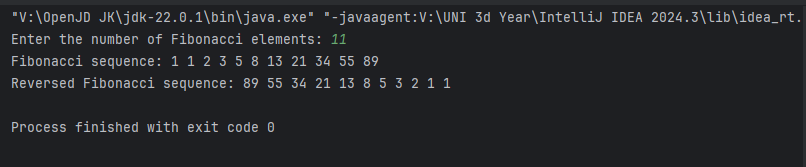 "V:\OpenJD JK\jdk-22.0.1\bin\java.exe" "-javaagent:V:\UNI 3d Year\IntelliJ IDEA 2024.3\lib\idea_rt.
Enter the number of Fibonacci elements: 11
Fibonacci sequence: 1 1 2 3 5 8 13 21 34 55 89
Reversed Fibonacci sequence: 89 55 34 21 13 8 5 3 2 1 1
Process finished with exit code 0